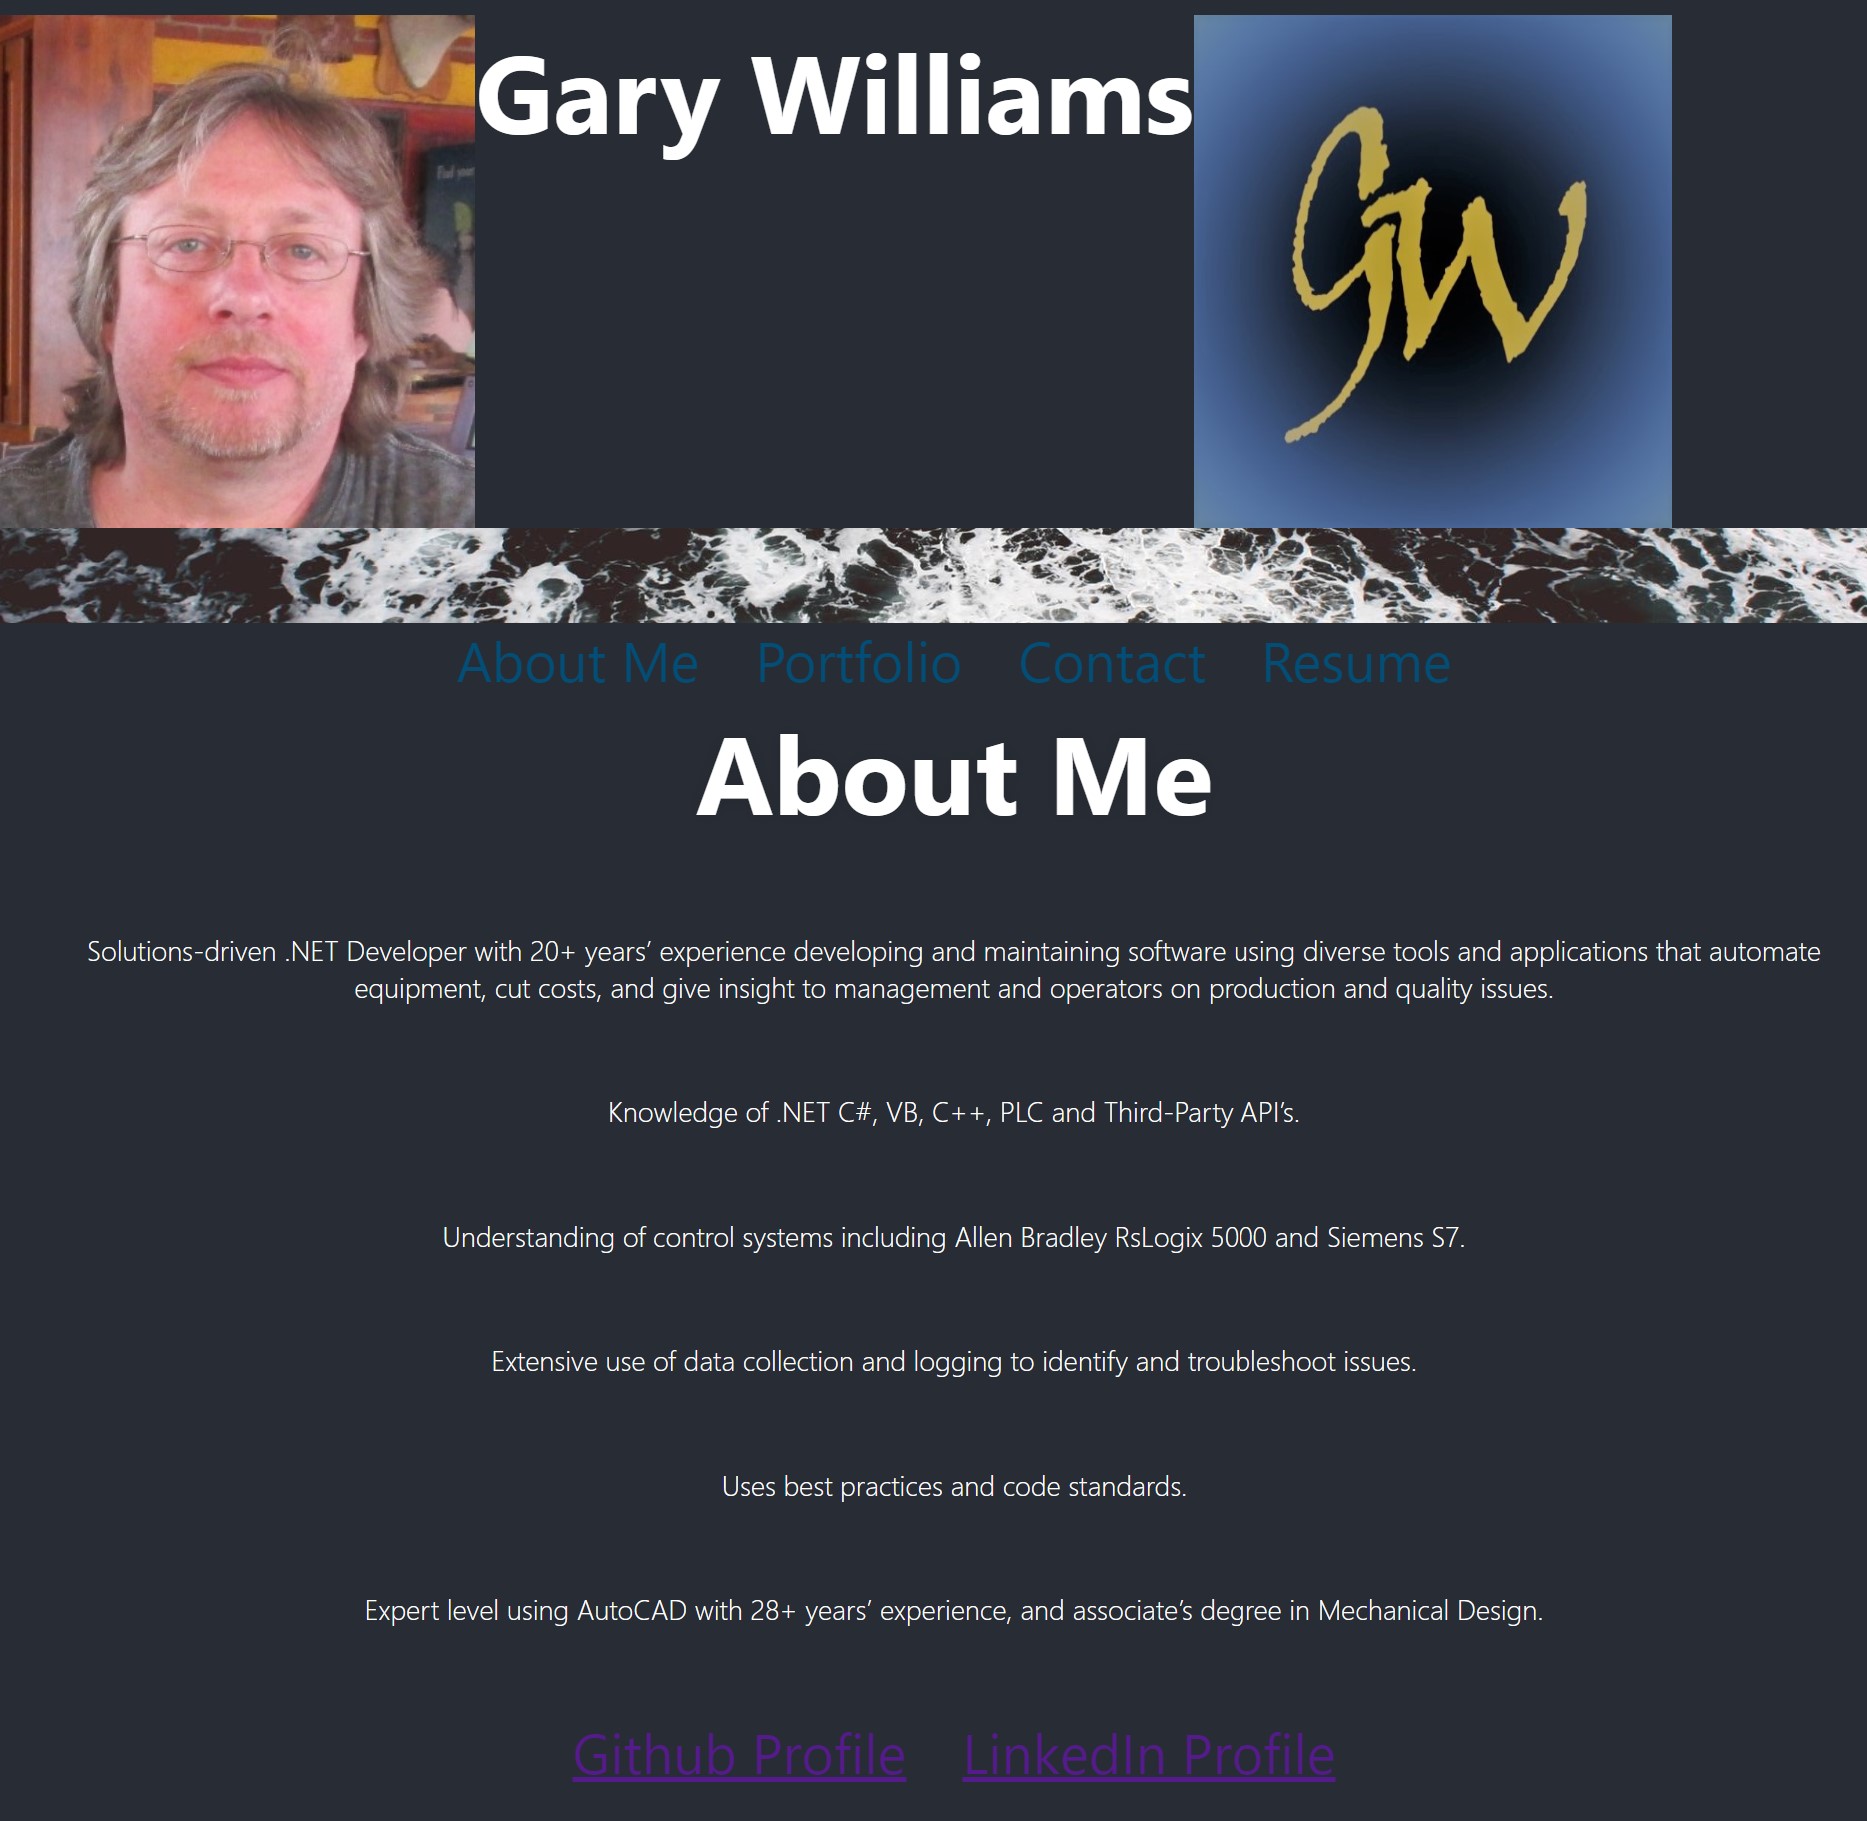 Gary Williams
GW
About Me Portfolio Contact Resume
About Me
Solutions-driven .NET Developer with 20+ years’ experience developing and maintaining software using diverse tools and applications that automate
equipment, cut costs, and give insight to management and operators on production and quality issues.
Knowledge of .NET C#, VB, C++, PLC and Third-Party API’s.
Understanding of control systems including Allen Bradley RsLogix 5000 and Siemens S7.
Extensive use of data collection and logging to identify and troubleshoot issues.
Uses best practices and code standards.
Expert level using AutoCAD with 28+ years’ experience, and associate’s degree in Mechanical Design.
Github Profile LinkedIn Profile